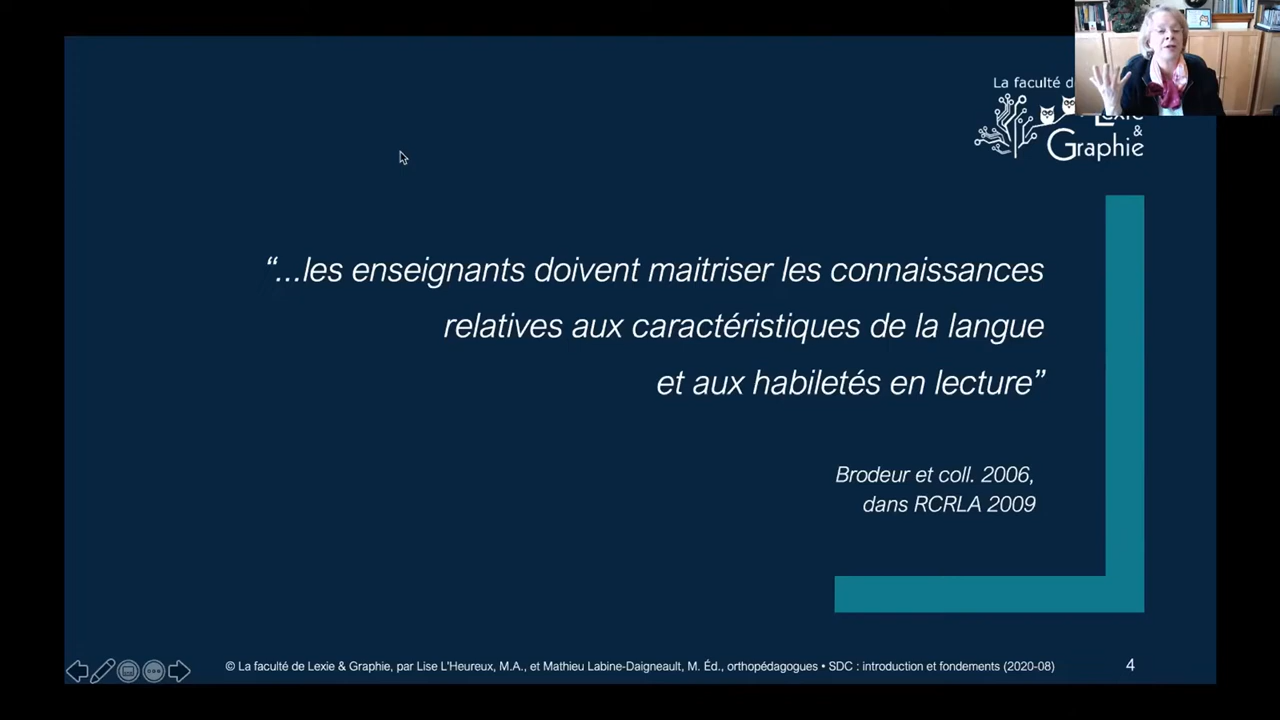 La faculté de
Lexie
&
Graphie
“...les enseignants doivent maitriser les connaissances
relatives aux caractéristiques de la langue
et aux habiletés en lecture”
Brodeur et coll. 2006,
dans RCRLA 2009
© La faculté de Lexie & Graphie, par Lise L'Heureux, M.A., et Mathieu Labine-Daigneault, M. Éd., orthopédagogues • SDC : introduction et fondements (2020-08)
4